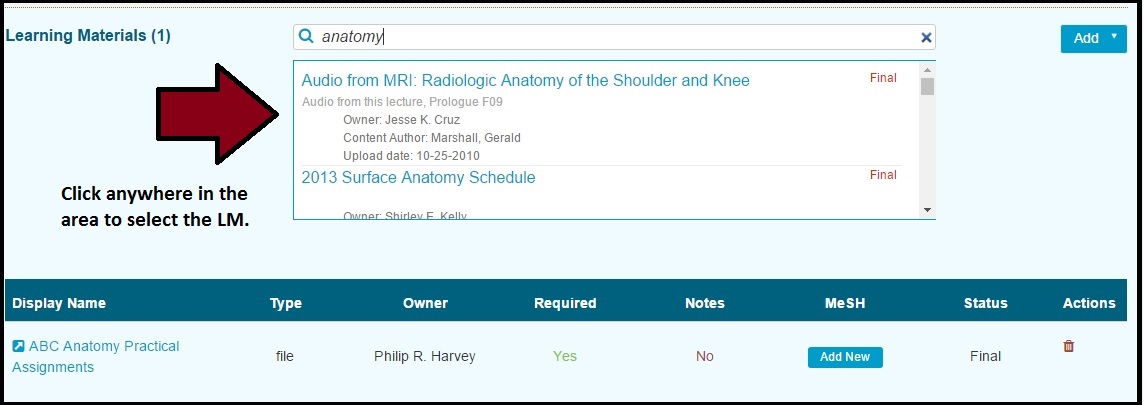 Learning Materials (1)
anatomy
Add
Audio from MRI: Radiologic Anatomy of the Shoulder and Knee
Final
Audio from this lecture, Prologue F09
Owner: Jesse K. Cruz
Content Author: Marshall, Gerald
Upload date: 10-25-2010
2013 Surface Anatomy Schedule
Final
Owner: Shirley F. Kelly
Click anywhere in the
area to select the LM.
Display Name Type Owner Required Notes MeSH Status Actions
ABC Anatomy Practical
Assignments
file Philip R. Harvey Yes No Add New Final